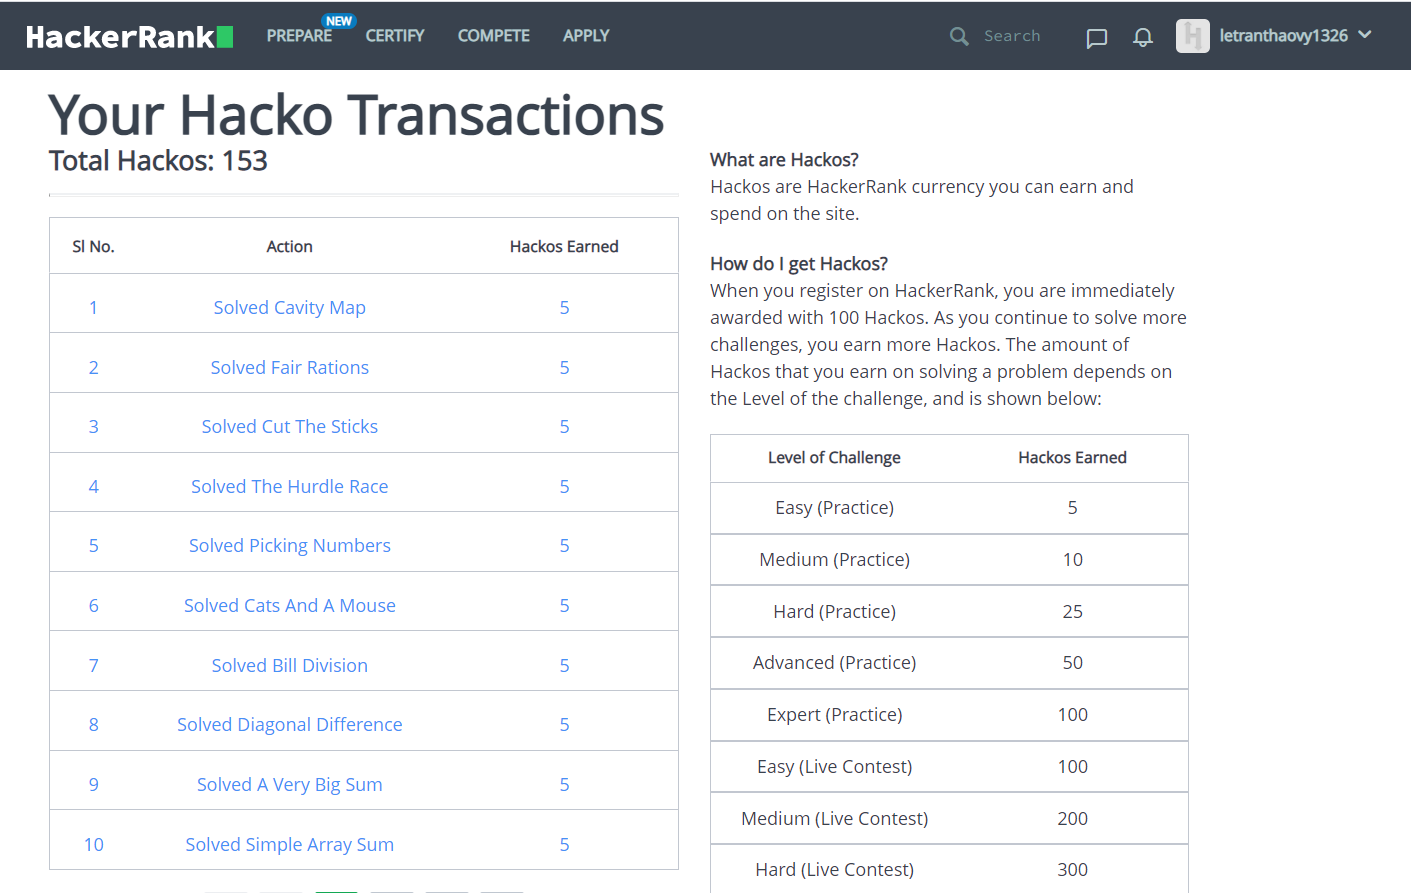 HackerRank PREPARE NEW CERTIFY COMPETE APPLY Search letranthaovy1326
Your Hacko Transactions
Total Hackos: 153
Sl No. Action Hackos Earned
1 Solved Cavity Map 5
2 Solved Fair Rations 5
3 Solved Cut The Sticks 5
4 Solved The Hurdle Race 5
5 Solved Picking Numbers 5
6 Solved Cats And A Mouse 5
7 Solved Bill Division 5
8 Solved Diagonal Difference 5
9 Solved A Very Big Sum 5
10 Solved Simple Array Sum 5
What are Hackos?
Hackos are HackerRank currency you can earn and
spend on the site.
How do I get Hackos?
When you register on HackerRank, you are immediately
awarded with 100 Hackos. As you continue to solve more
challenges, you earn more Hackos. The amount of
Hackos that you earn on solving a problem depends on
the Level of the challenge, and is shown below:
Level of Challenge Hackos Earned
Easy (Practice) 5
Medium (Practice) 10
Hard (Practice) 25
Advanced (Practice) 50
Expert (Practice) 100
Easy (Live Contest) 100
Medium (Live Contest) 200
Hard (Live Contest) 300